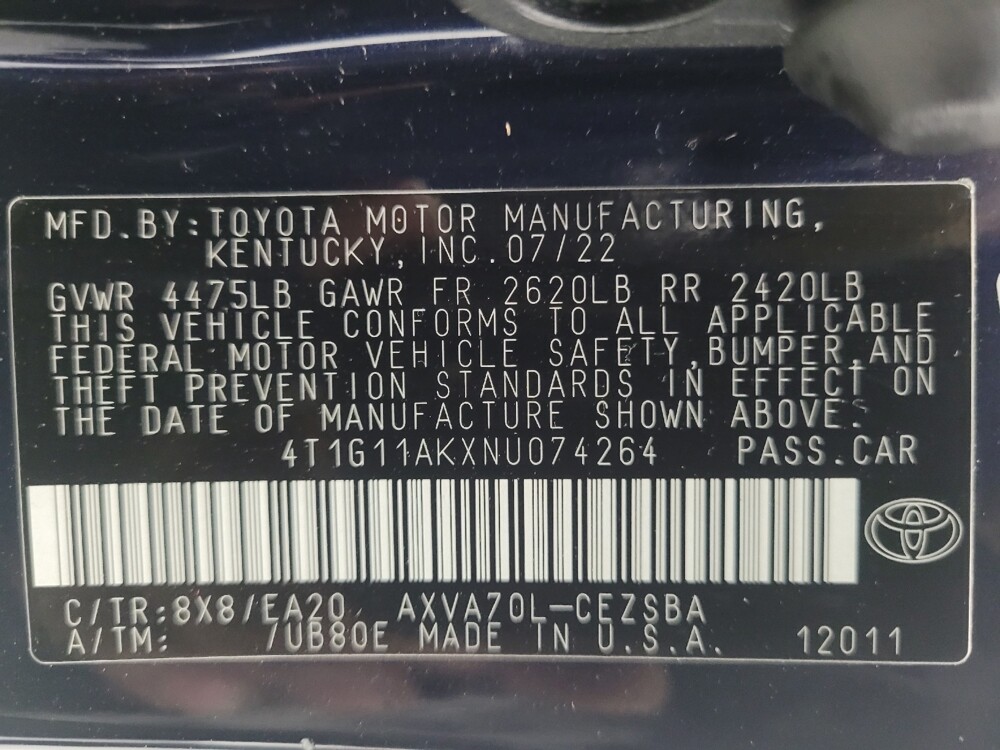 MFD.BY:TOYOTA MOTOR MANUFACTURING,
KENTUCKY, INC. 07/22
GVWR 4475LB GAWR FR 2620LB RR 2420LB
THIS VEHICLE CONFORMS TO ALL APPLICABLE
FEDERAL MOTOR VEHICLE SAFETY, BUMPER, AND
THEFT PREVENTION STANDARDS IN EFFECT ON
THE DATE OF MANUFACTURE SHOWN ABOVE.
4T1G11AKXNU074264 PASS.CAR
C/TR:8X8/EA20 AXVA70L-CEZSBA
A/TM: /UB80E MADE IN U.S.A. 12011